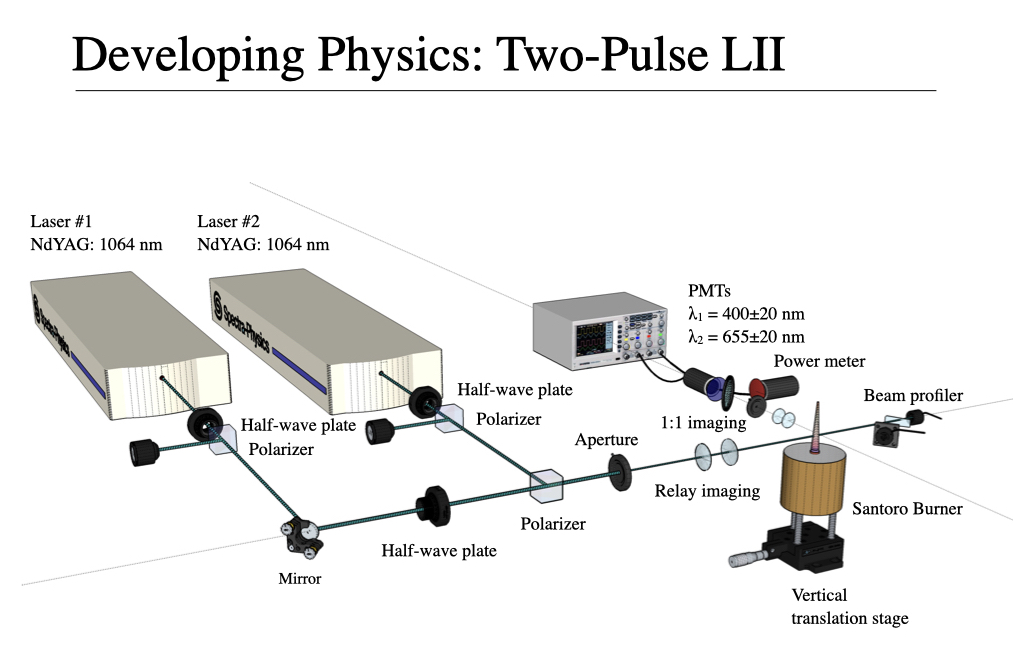 Developing Physics: Two-Pulse LII
Laser #1
NdYAG: 1064 nm
Laser #2
NdYAG: 1064 nm
Spectra-Physics
Spectra-Physics
PMTs
λ₁ = 400±20 nm
λ₂ = 655±20 nm
Power meter
Beam profiler
Half-wave plate
Polarizer
Half-wave plate
Polarizer
1:1 imaging
Aperture
Relay imaging
Santoro Burner
Polarizer
Half-wave plate
Mirror
Vertical
translation stage